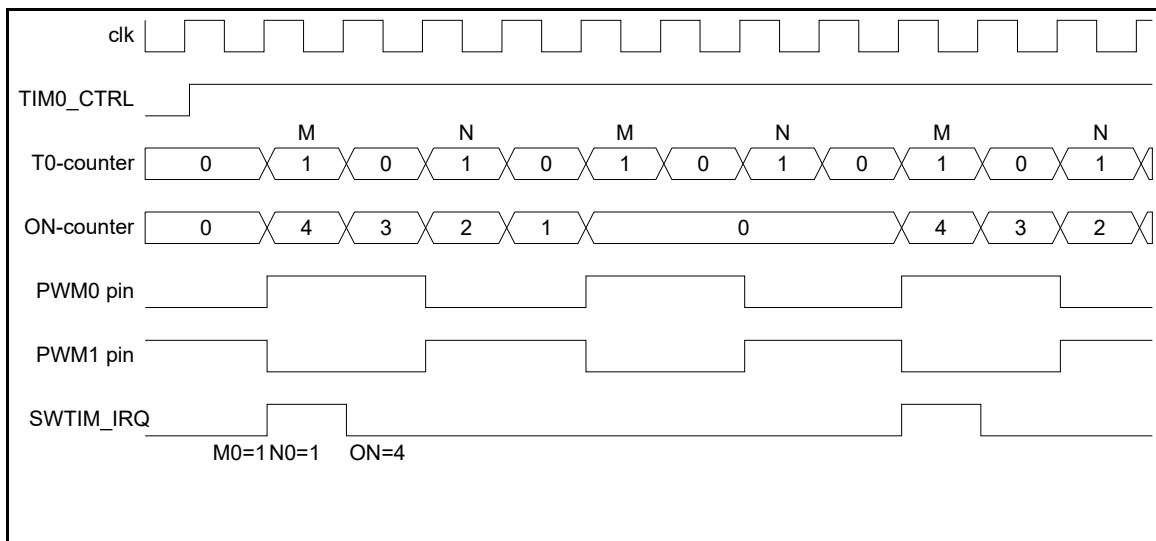 clk
TIM0_CTRL
M N M N M N
T0-counter 0 1 0 1 0 1 0 1 0 1 0 1
ON-counter 0 4 3 2 1 0 4 3 2
PWM0 pin
PWM1 pin
SWTIM_IRQ
M0=1 N0=1 ON=4